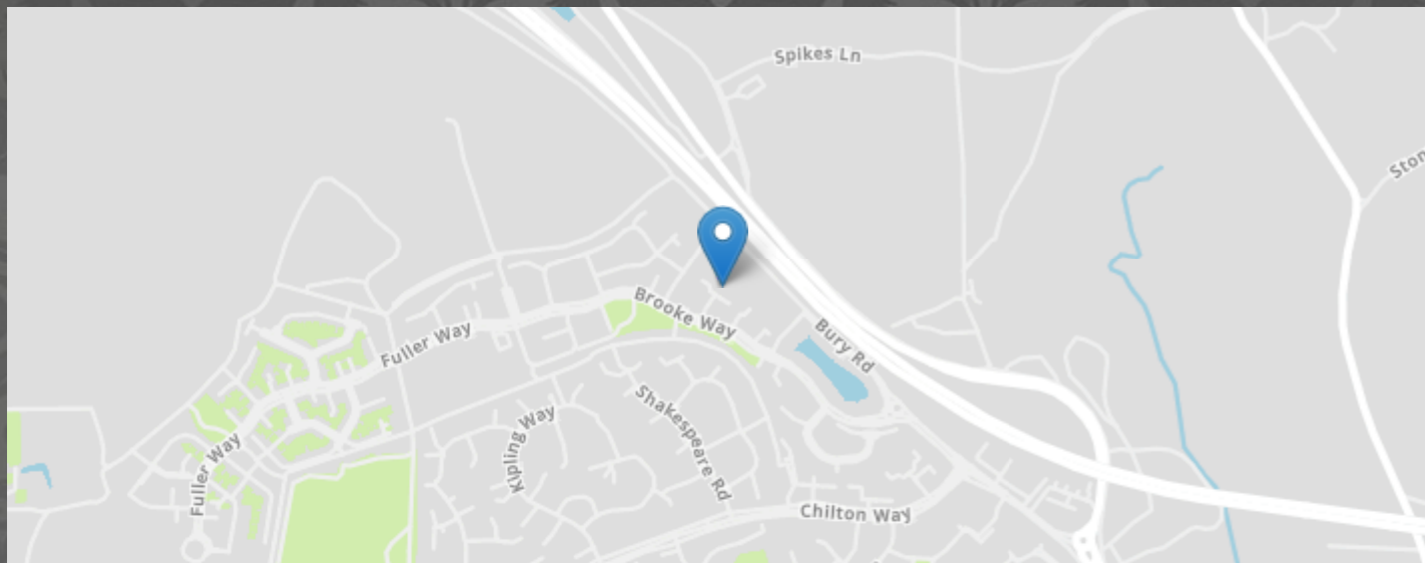 Spikes Ln
Ston
Brooke Way
Bury Rd
Fuller Way
Shakespeare Rd
Kipling Way
Fuller Way
Chilton Way